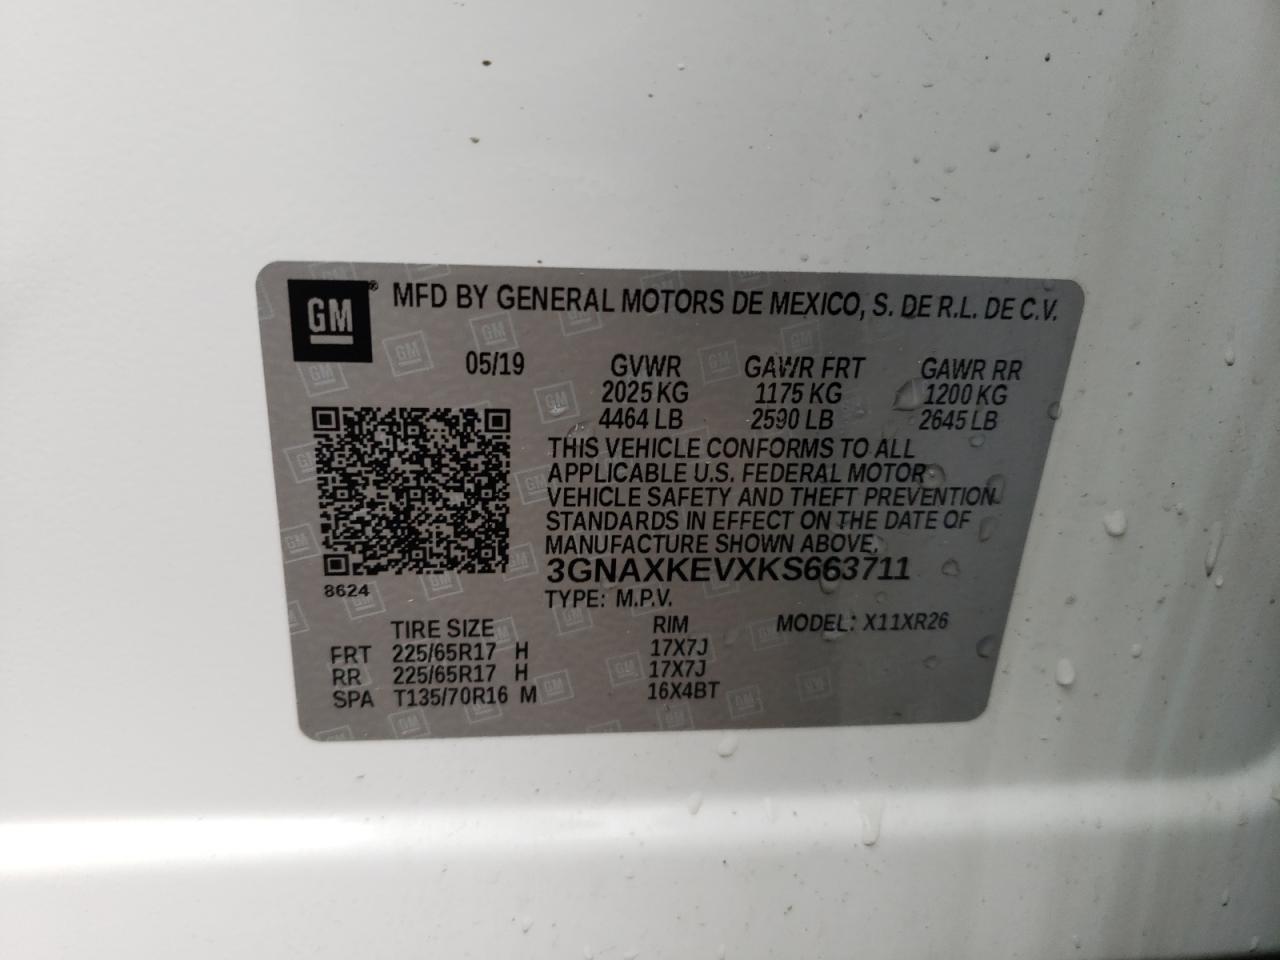 GM® MFD BY GENERAL MOTORS DE MEXICO, S. DE R.L. DE C.V.
05/19 GVWR GAWR FRT GAWR RR
2025 KG 1175 KG 1200 KG
4464 LB 2590 LB 2645 LB
THIS VEHICLE CONFORMS TO ALL
APPLICABLE U.S. FEDERAL MOTOR
VEHICLE SAFETY AND THEFT PREVENTION
STANDARDS IN EFFECT ON THE DATE OF
MANUFACTURE SHOWN ABOVE.
3GNAXKEVXKS663711
8624
TYPE: M.P.V.
TIRE SIZE RIM MODEL: X11XR26
FRT 225/65R17 H 17X7J
RR 225/65R17 H 17X7J
SPA T135/70R16 M 16X4BT